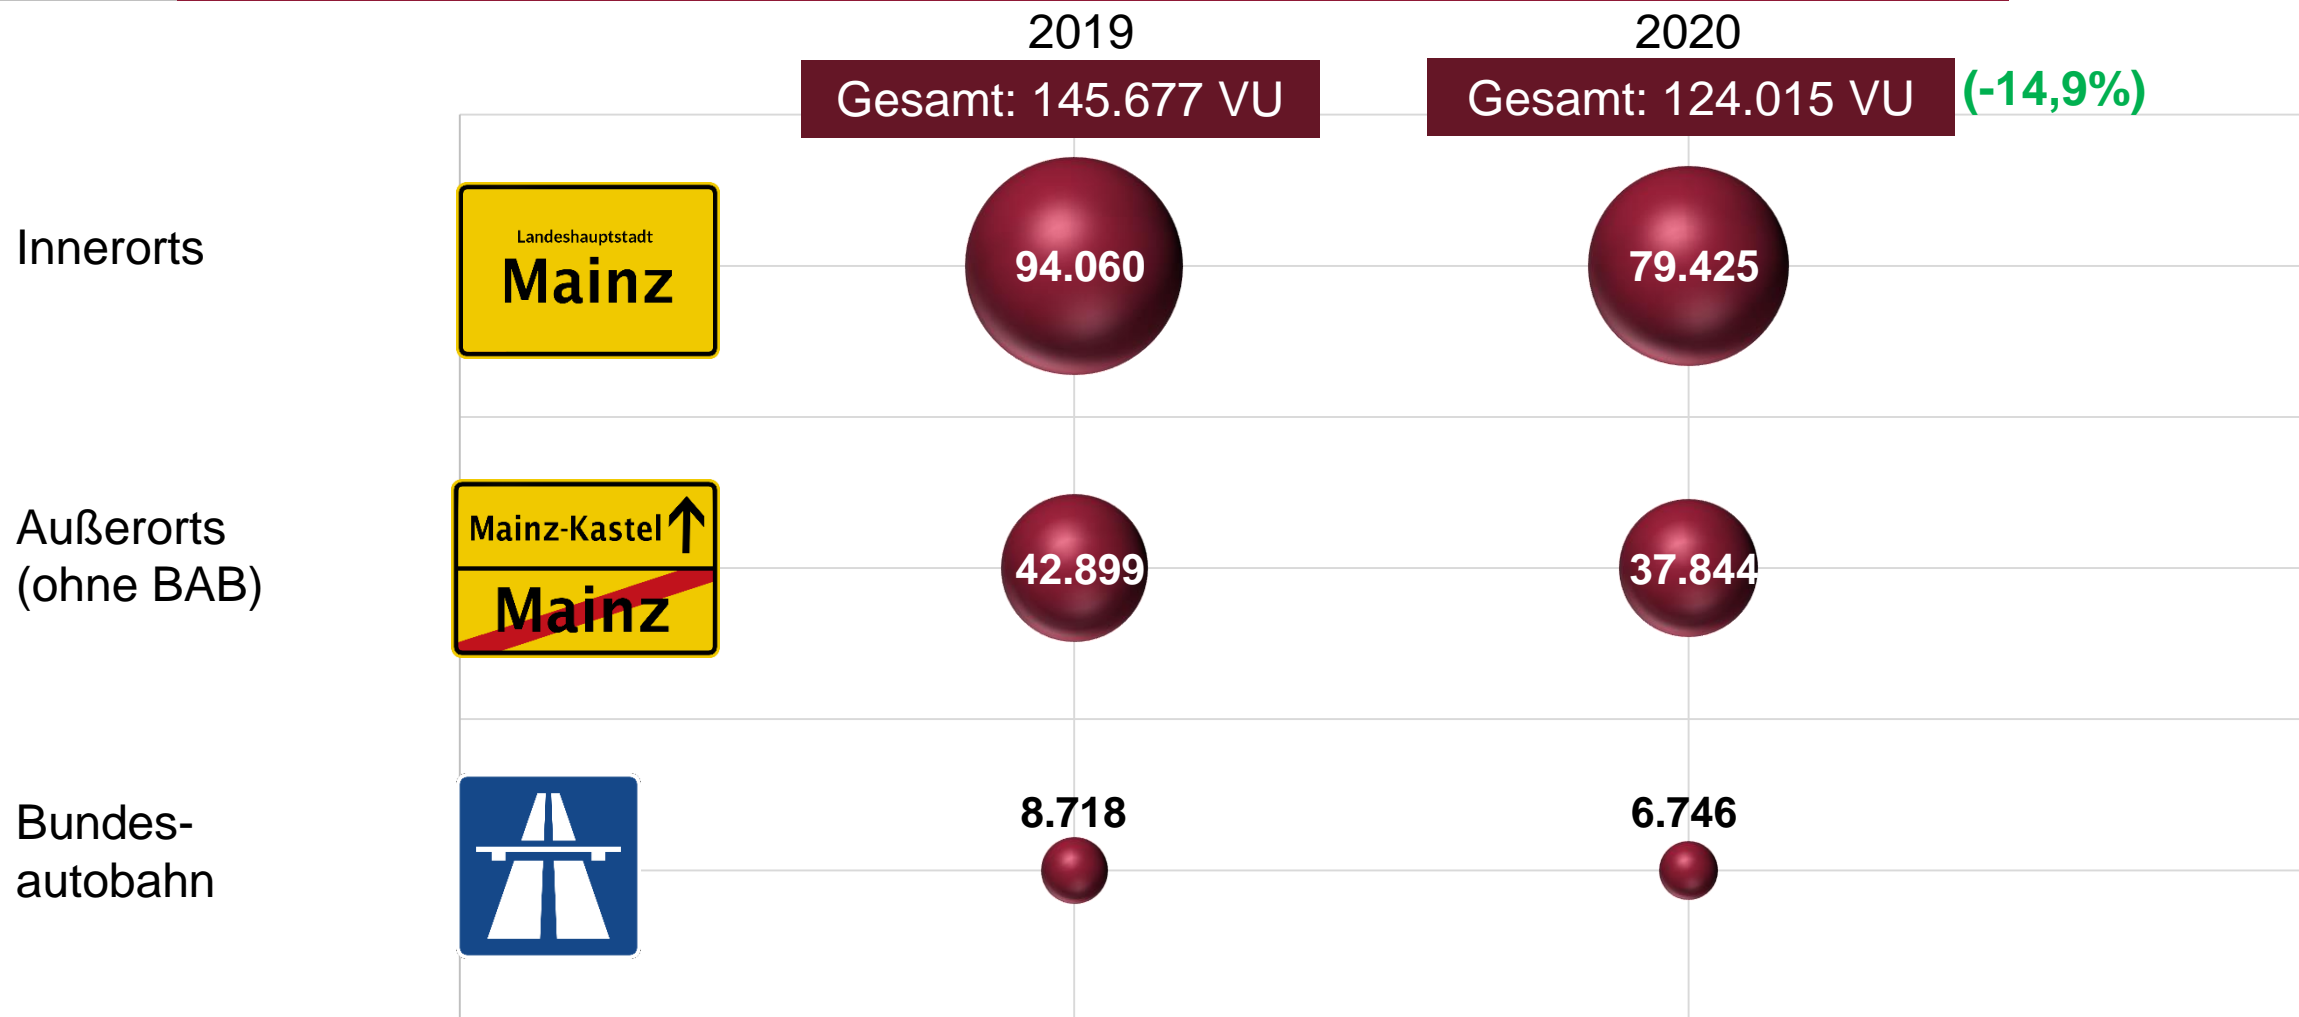 2019
2020
Gesamt: 145.677 VU
Gesamt: 124.015 VU
(-14,9%)
Innerorts
Landeshauptstadt
Mainz
94.060
79.425
Außerorts
(ohne BAB)
Mainz-Kastel
Mainz
42.899
37.844
Bundes-
autobahn
8.718
6.746